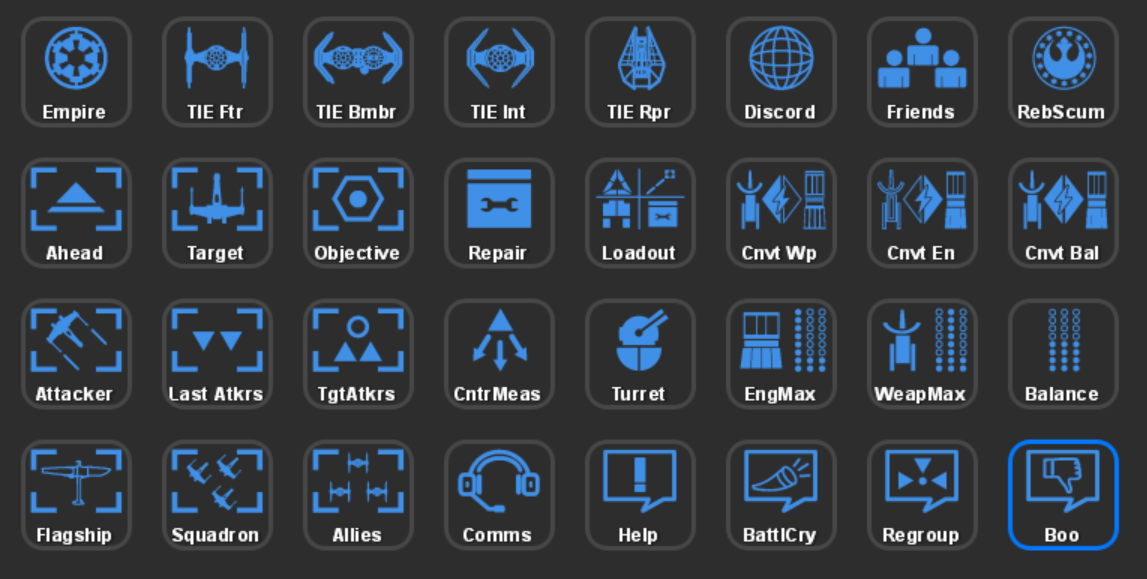 Empire TIE Ftr TIE Bmbr TIE Int TIE Rpr Discord Friends RebScum
Ahead Target Objective Repair Loadout Cnvt Wp Cnvt En Cnvt Bal
Attacker Last Atkrs TgtAtkrs CntrMeas Turret EngMax WeapMax Balance
Flagship Squadron Allies Comms Help BattlCry Regroup Boo